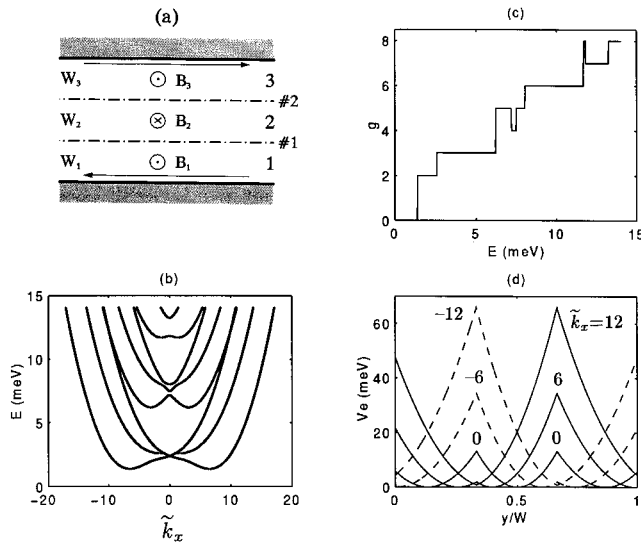 (a)
W₃ ⊙ B₃ 3
#2
W₂ ⊗ B₂ 2
#1
W₁ ⊙ B₁ 1
(c)
g
8
6
4
2
0
0 5 10 15
E (meV)
(b)
E (meV)
15
10
5
0
−20 −10 0 10 20
k̃ₓ
(d)
Ve (meV)
60
40
20
0
−12 k̃ₓ=12
−6 6
0 0
0 0.5 1
y/W